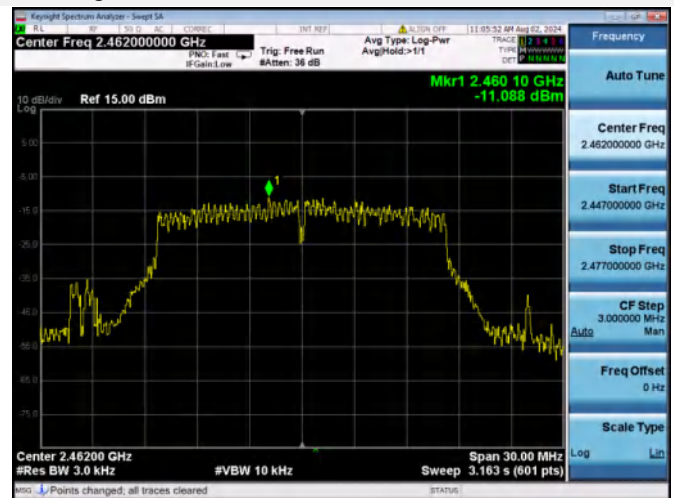 Keysight Spectrum Analyzer - Swept SA
RL RF 50 Ω AC CORREC INT REF ALIGN OFF 11:05:52 AM Aug 02, 2024
Center Freq 2.462000000 GHz
PNO: Fast
IFGain:Low
Trig: Free Run
#Atten: 36 dB
Avg Type: Log-Pwr
Avg|Hold:>1/1
TRACE 1 2 3 4 5 6
TYPE M
DET P N N N N N
Mkr1 2.460 10 GHz
-11.088 dBm
10 dB/div Ref 15.00 dBm
Log
5.00
-5.00
1
-15.0
-25.0
-35.0
-45.0
-55.0
-65.0
-75.0
Center 2.46200 GHz Span 30.00 MHz
#Res BW 3.0 kHz #VBW 10 kHz Sweep 3.163 s (601 pts)
MSG Points changed; all traces cleared STATUS
Frequency
Auto Tune
Center Freq
2.462000000 GHz
Start Freq
2.447000000 GHz
Stop Freq
2.477000000 GHz
CF Step
3.000000 MHz
Auto Man
Freq Offset
0 Hz
Scale Type
Log Lin